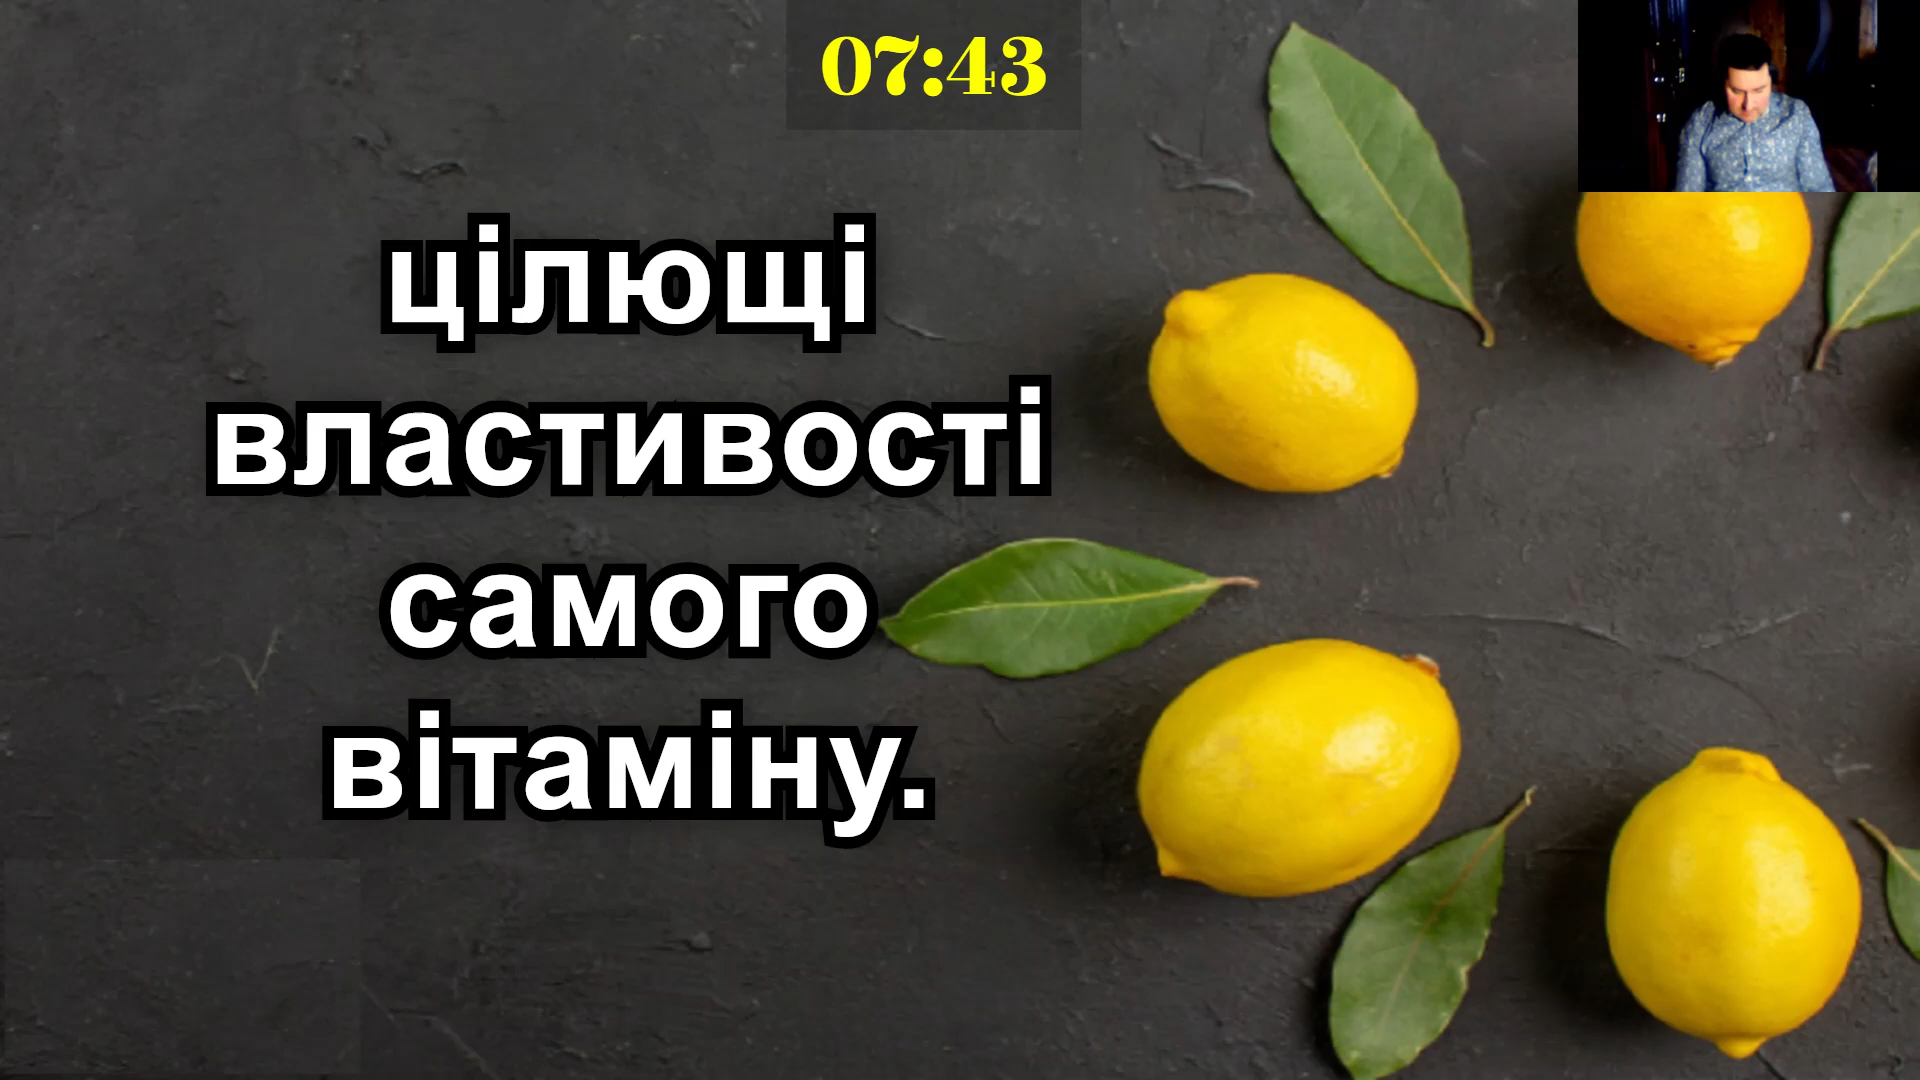 07:43
цілющі
властивості
самого
вітаміну.